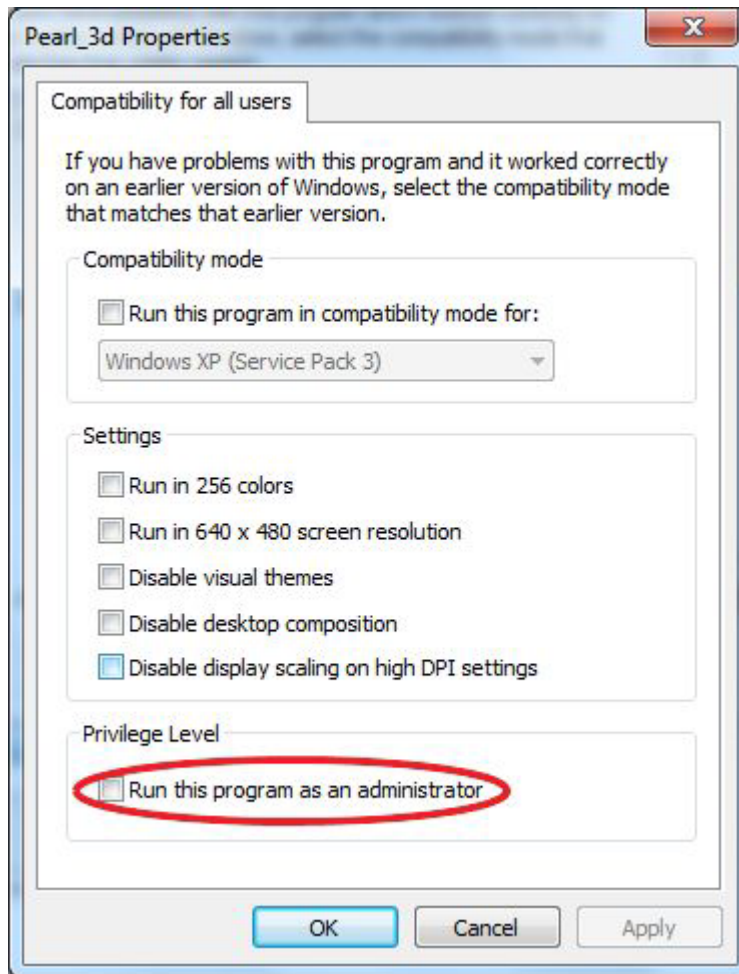 Pearl_3d Properties
Compatibility for all users
If you have problems with this program and it worked correctly
on an earlier version of Windows, select the compatibility mode
that matches that earlier version.
Compatibility mode
Run this program in compatibility mode for:
Windows XP (Service Pack 3)
Settings
Run in 256 colors
Run in 640 x 480 screen resolution
Disable visual themes
Disable desktop composition
Disable display scaling on high DPI settings
Privilege Level
Run this program as an administrator
OK Cancel Apply